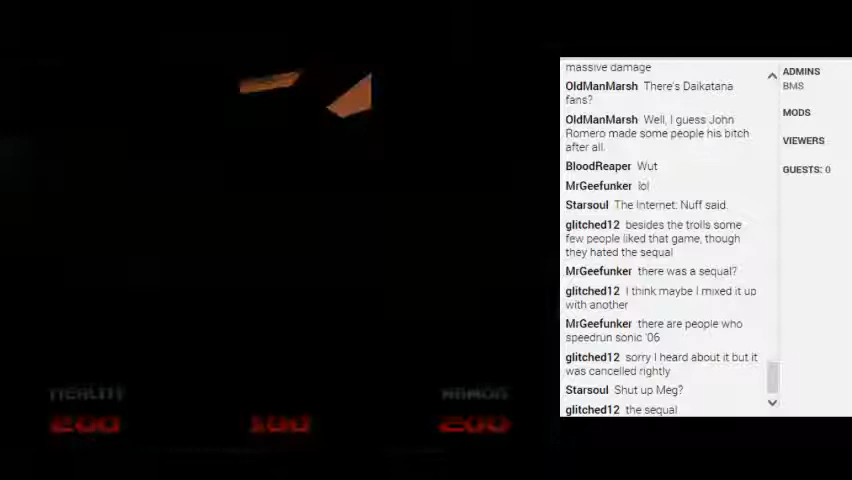 massive damage
OldManMarsh There's Daikatana
fans?
OldManMarsh Well, I guess John
Romero made some people his bitch
after all.
BloodReaper Wut
MrGeefunker lol
Starsoul The Internet: Nuff said.
glitched12 besides the trolls some
few people liked that game, though
they hated the sequal
MrGeefunker there was a sequal?
glitched12 I think maybe I mixed it up
with another
MrGeefunker there are people who
speedrun sonic '06
glitched12 sorry I heard about it but it
was cancelled rightly
Starsoul Shut up Meg?
glitched12 the sequal
ADMINS
BMS
MODS
VIEWERS
GUESTS: 0
HEALTH
ARMOR
200
100
200